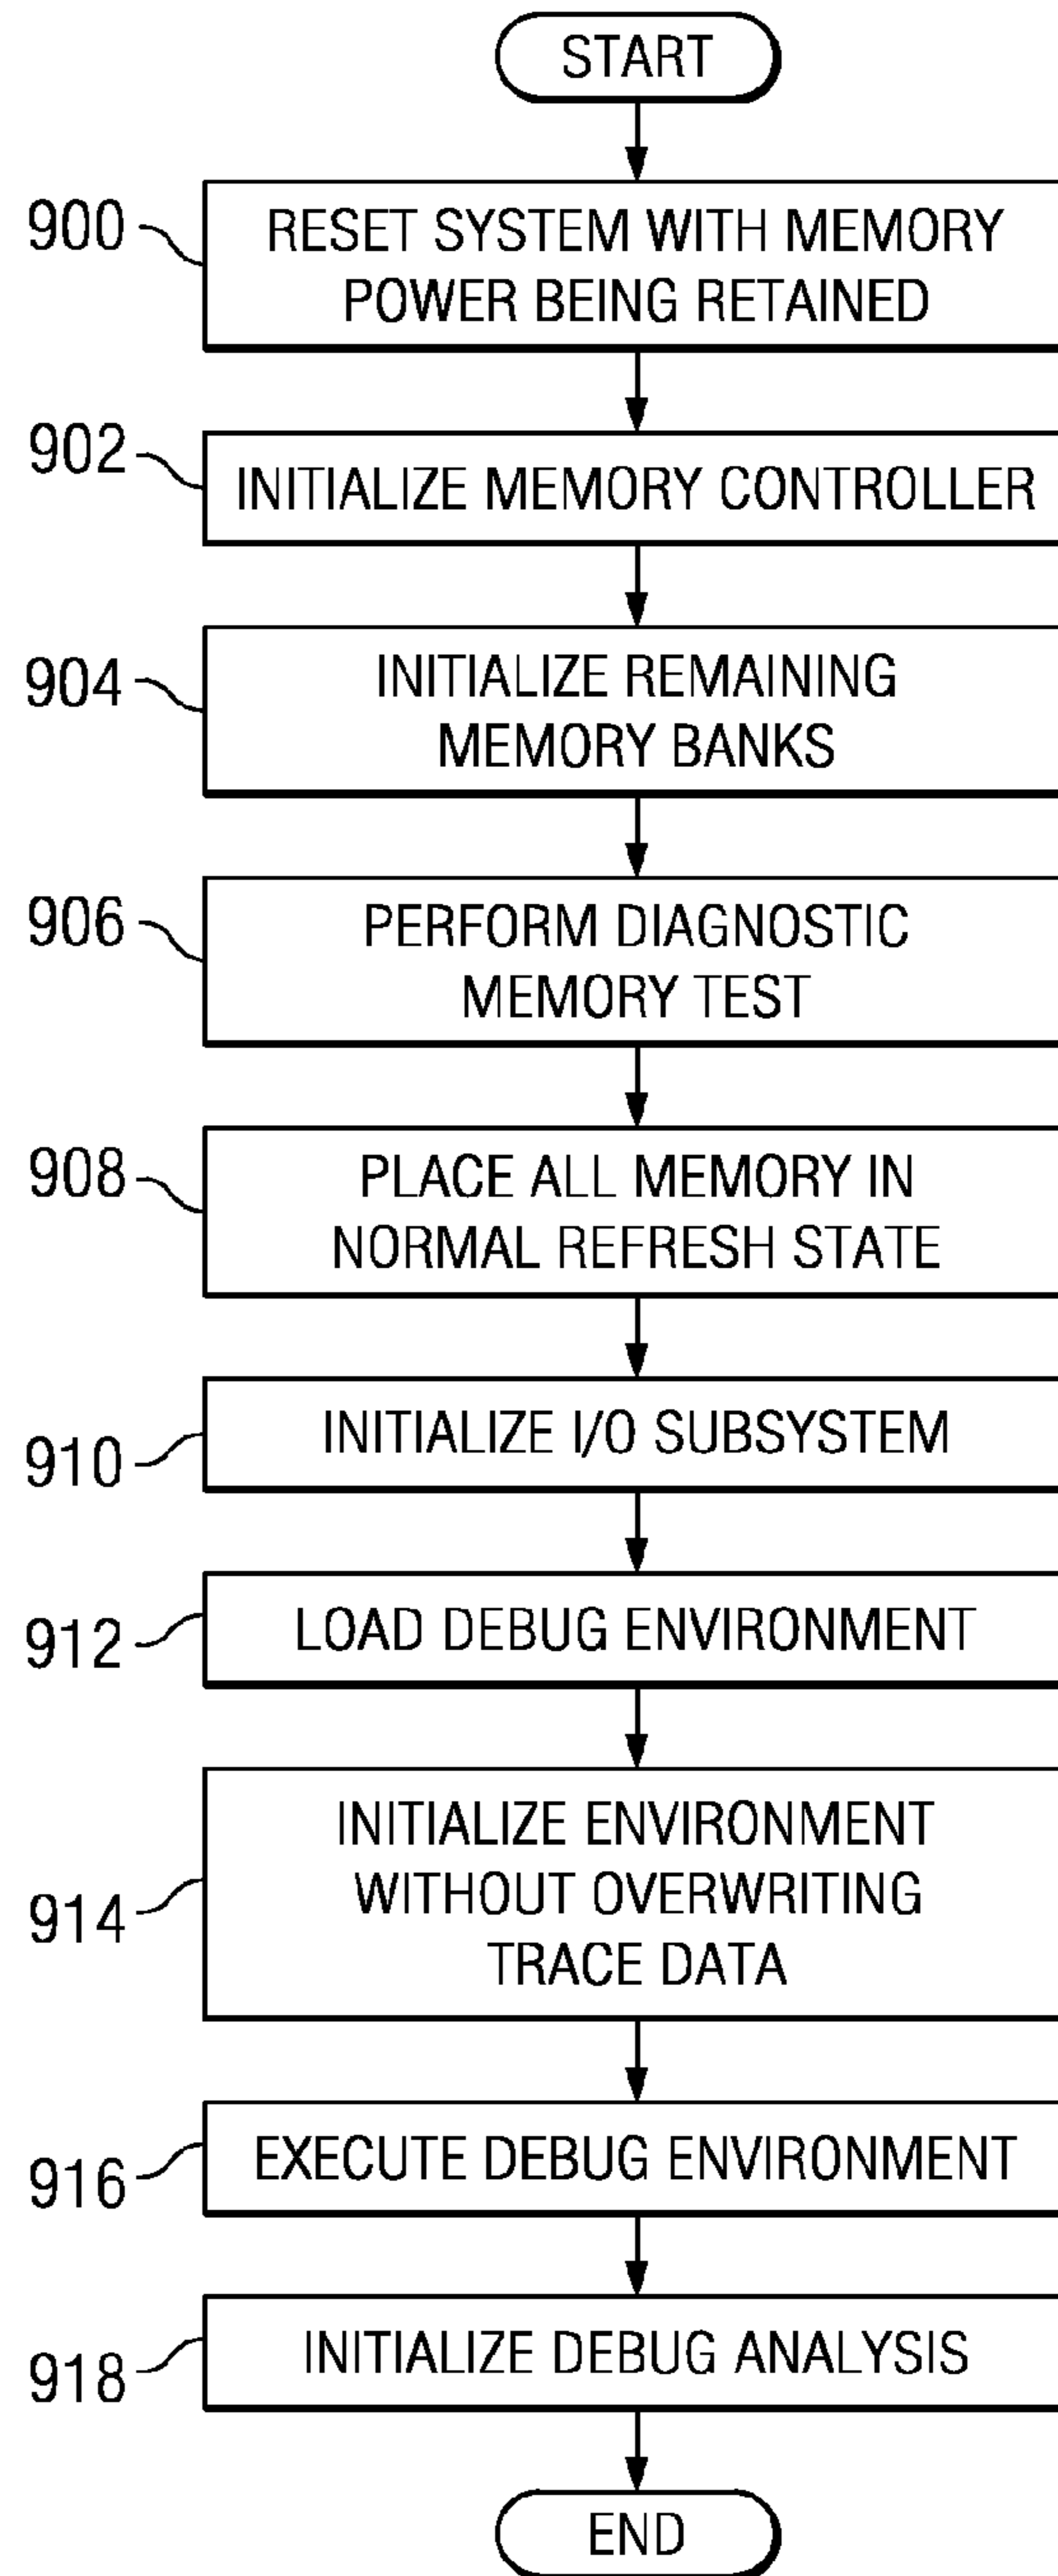 START
900
RESET SYSTEM WITH MEMORY
POWER BEING RETAINED
902
INITIALIZE MEMORY CONTROLLER
904
INITIALIZE REMAINING
MEMORY BANKS
906
PERFORM DIAGNOSTIC
MEMORY TEST
908
PLACE ALL MEMORY IN
NORMAL REFRESH STATE
910
INITIALIZE I/O SUBSYSTEM
912
LOAD DEBUG ENVIRONMENT
914
INITIALIZE ENVIRONMENT
WITHOUT OVERWRITING
TRACE DATA
916
EXECUTE DEBUG ENVIRONMENT
918
INITIALIZE DEBUG ANALYSIS
END